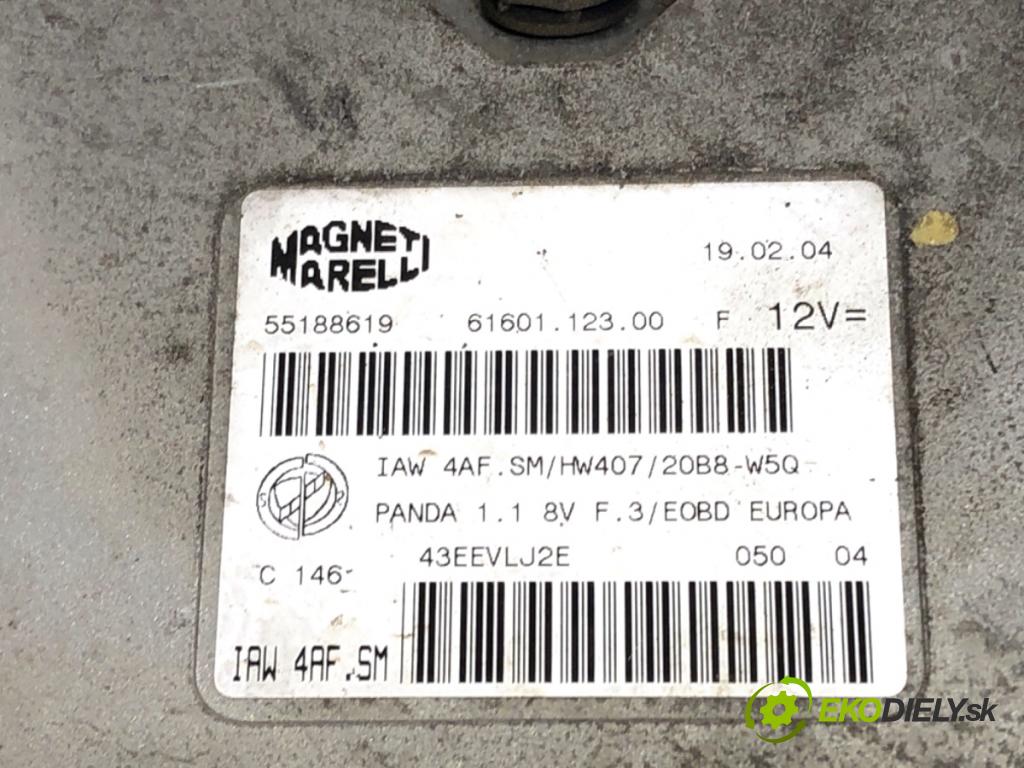 MAGNETI
MARELLI
19.02.04
55188619 61601.123.00 F 12V=
IAW 4AF.SM/HW407/20B8-W5Q
PANDA 1.1 8V F.3/EOBD EUROPA
43EEVLJ2E 050 04
C 146
IAW 4AF.SM
EKODIELY.sk